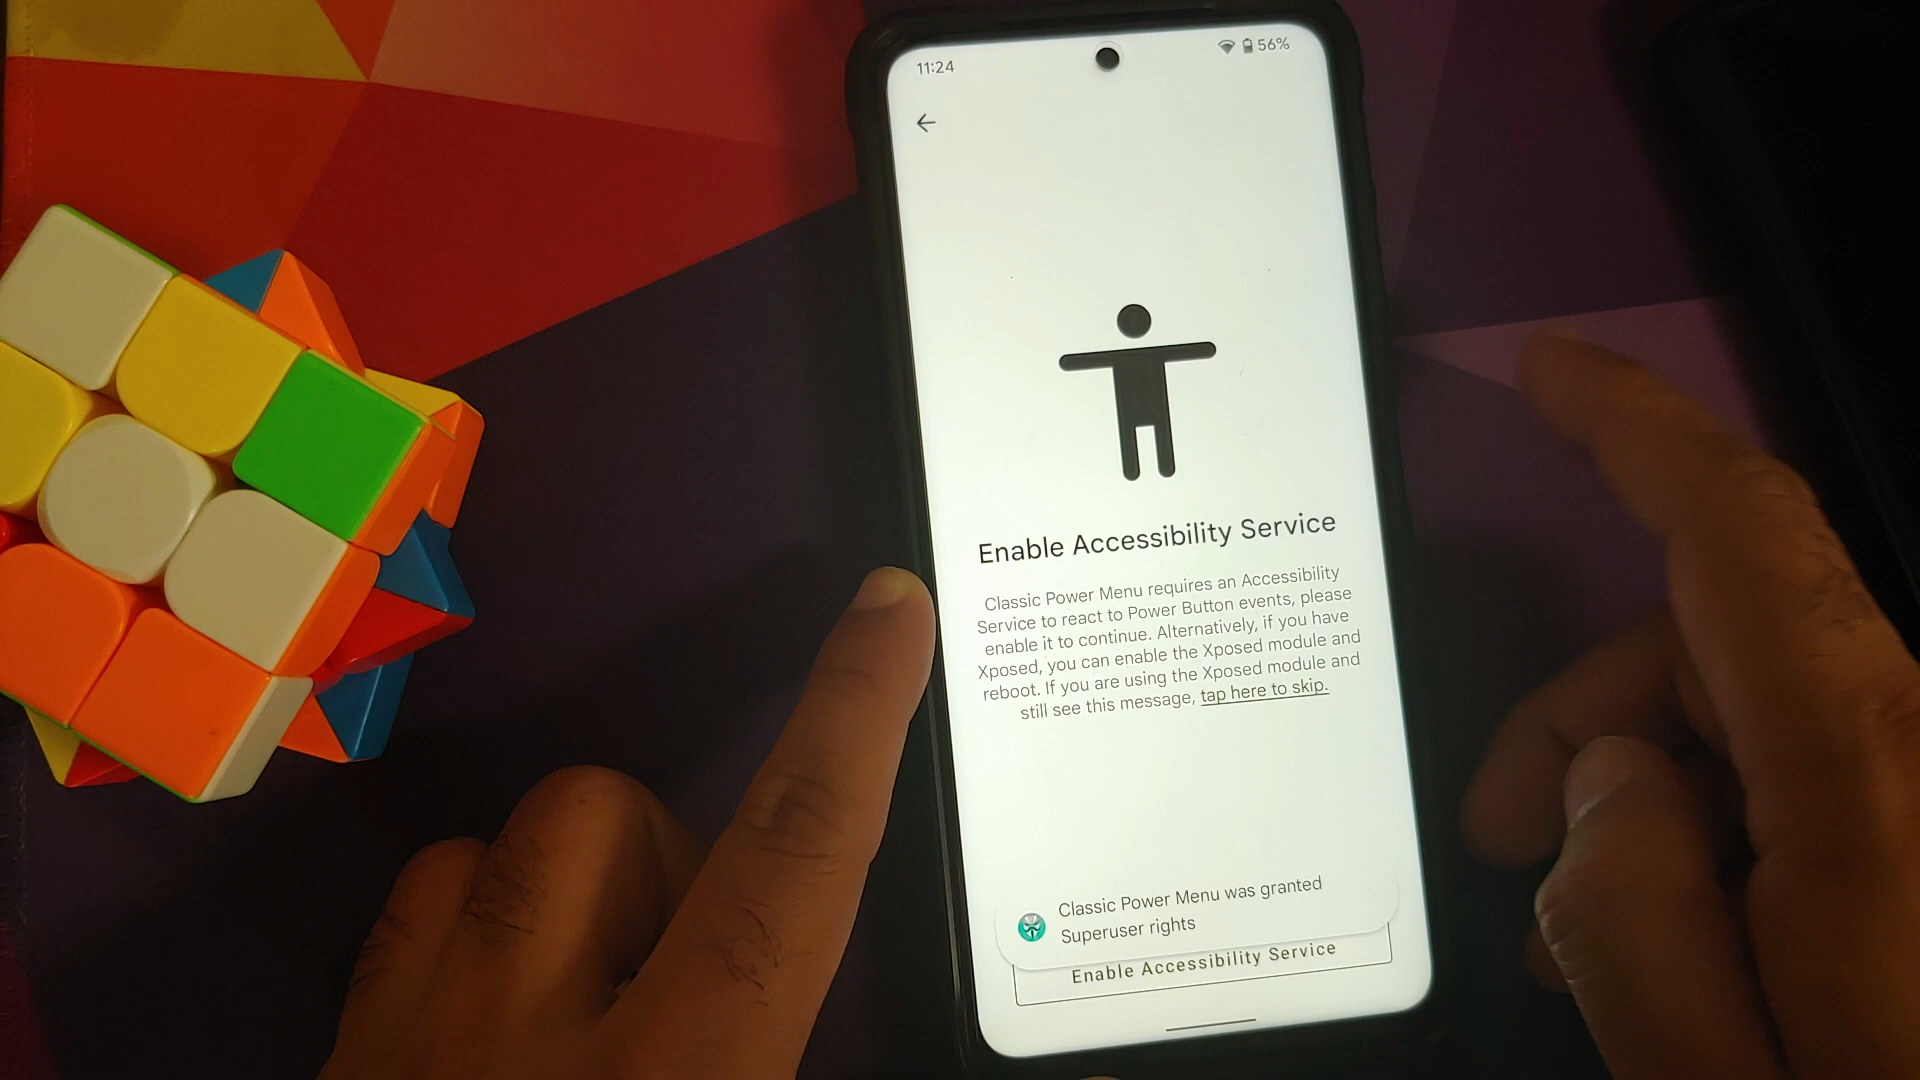 11:24
56%
Enable Accessibility Service
Classic Power Menu requires an Accessibility
Service to react to Power Button events, please
enable it to continue. Alternatively, if you have
Xposed, you can enable the Xposed module and
reboot. If you are using the Xposed module and
still see this message, tap here to skip.
Classic Power Menu was granted
Superuser rights
Enable Accessibility Service